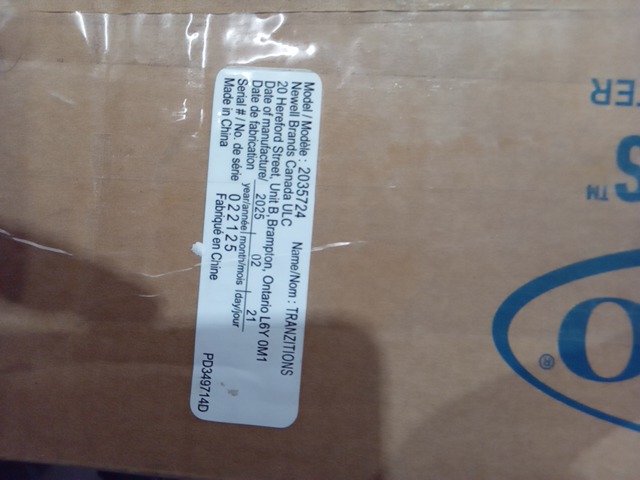 Model / Modèle : 2035724 Name/Nom : TRANZITIONS
Newell Brands Canada ULC
20 Hereford Street, Unit B, Brampton, Ontario L6Y 0M1
Date of manufacture/ 2025 02 21
Date de fabrication year/année month/mois day/jour
Serial # / No. de série 022125
Made in China Fabriqué en Chine PD349714D
TER
S™
O
®